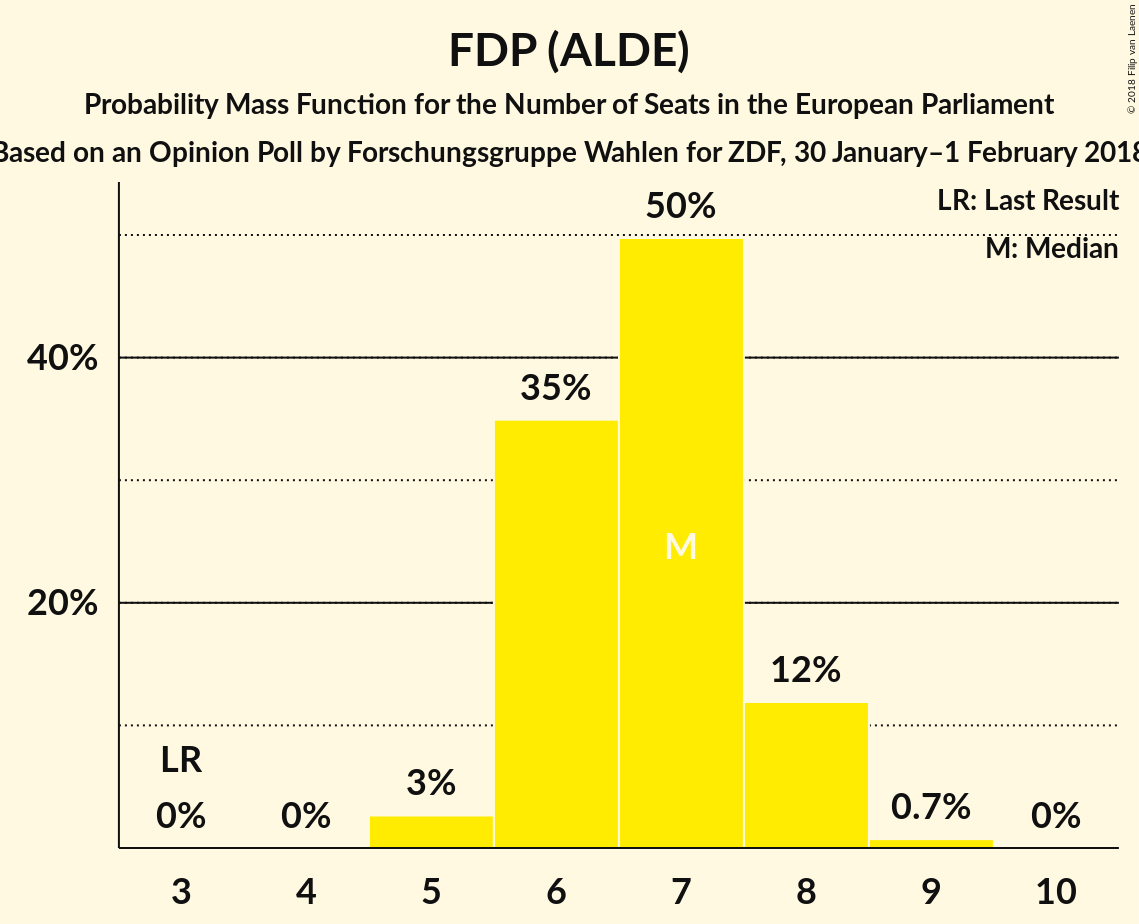 FDP (ALDE)
Probability Mass Function for the Number of Seats in the European Parliament
Based on an Opinion Poll by Forschungsgruppe Wahlen for ZDF, 30 January–1 February 2018
© 2018 Filip van Laenen
LR: Last Result
M: Median
50%
40%
35%
M
20%
12%
LR
3%
0.7%
0%
0%
0%
3 4 5 6 7 8 9 10